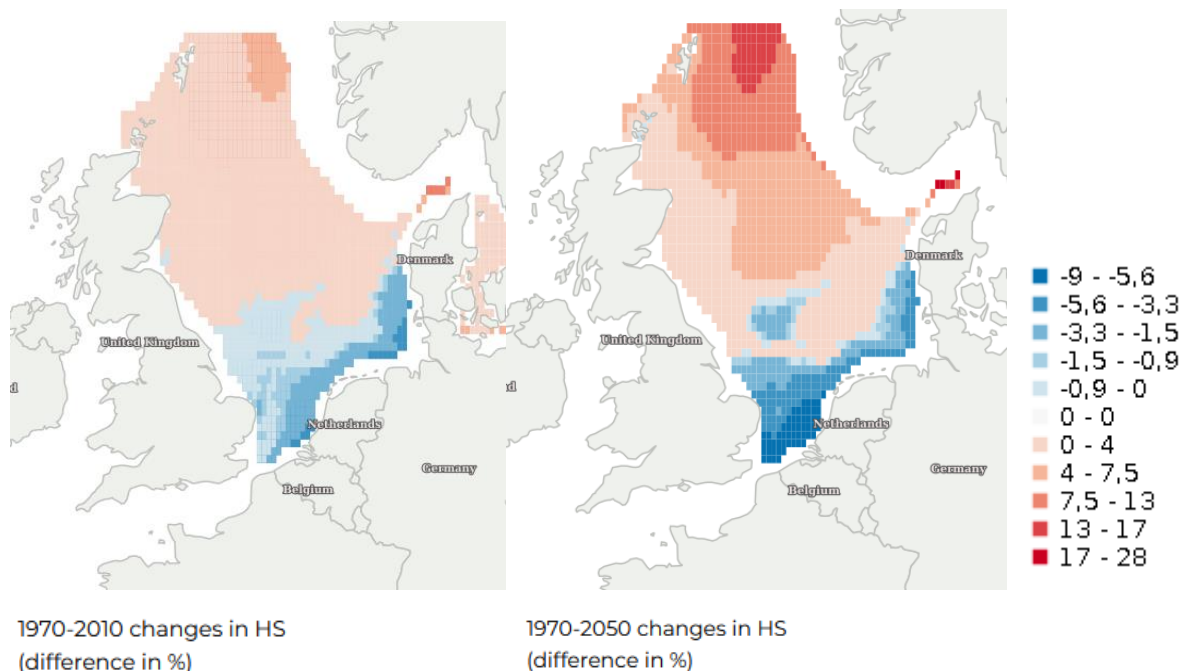 Denmark
United Kingdom
d
Netherlands
Germany
Belgium
Denmark
United Kingdom
d
Netherlands
Germany
Belgium
-9 - -5,6
-5,6 - -3,3
-3,3 - -1,5
-1,5 - -0,9
-0,9 - 0
0 - 0
0 - 4
4 - 7,5
7,5 - 13
13 - 17
17 - 28
1970-2010 changes in HS
(difference in %)
1970-2050 changes in HS
(difference in %)